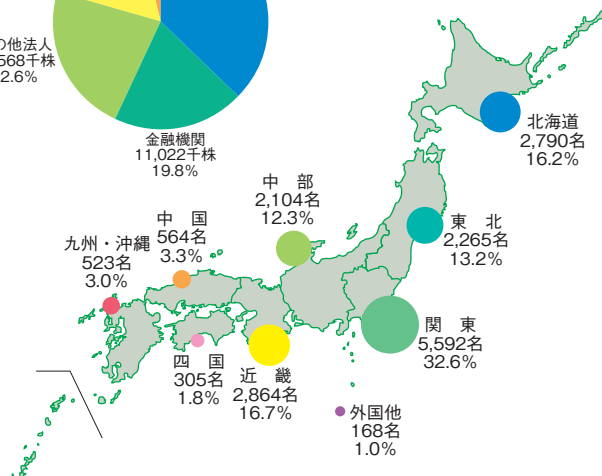 の他法人
568千株
2.6%
金融機関
11,022千株
19.8%
北海道
2,790名
16.2%
中 部
2,104名
12.3%
東 北
2,265名
13.2%
中 国
564名
3.3%
九州・沖縄
523名
3.0%
関 東
5,592名
32.6%
四 国
305名
1.8%
近 畿
2,864名
16.7%
外国他
168名
1.0%